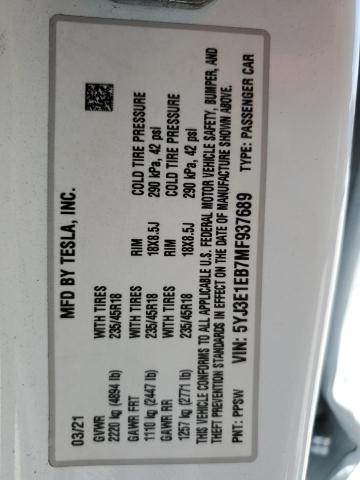 MFD BY TESLA, INC.
03/21
GVWR WITH TIRES RIM COLD TIRE PRESSURE
2220 kg (4894 lb) 235/45R18 18X8.5J 290 kPa, 42 psi
GAWR FRT WITH TIRES RIM COLD TIRE PRESSURE
1110 kg (2447 lb) 235/45R18 18X8.5J 290 kPa, 42 psi
GAWR RR WITH TIRES
1257 kg (2771 lb) 235/45R18
THIS VEHICLE CONFORMS TO ALL APPLICABLE U.S. FEDERAL MOTOR VEHICLE SAFETY, BUMPER, AND
THEFT PREVENTION STANDARDS IN EFFECT ON THE DATE OF MANUFACTURE SHOWN ABOVE.
PNT: PPSW VIN: 5YJ3E1EB7MF937689 TYPE: PASSENGER CAR